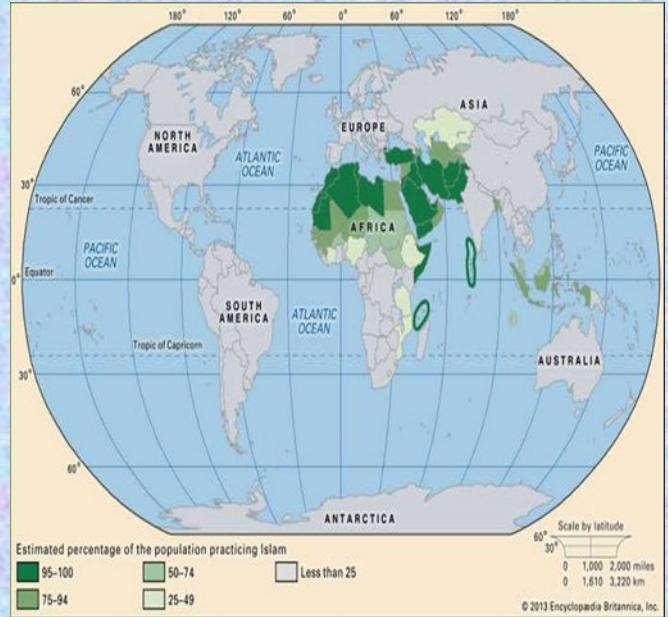 180° 120° 60° 0° 60° 120° 180°
60°
ASIA
EUROPE
NORTH
AMERICA
ATLANTIC
OCEAN
PACIFIC
OCEAN
30°
Tropic of Cancer
AFRICA
PACIFIC
OCEAN
Equator
0°
0°
SOUTH
AMERICA
ATLANTIC
OCEAN
Tropic of Capricorn
AUSTRALIA
30°
30°
60°
60°
ANTARCTICA
Estimated percentage of the population practicing Islam
95–100
50–74
Less than 25
75–94
25–49
Scale by latitude
60°
30°
0 1,000 2,000 miles
0 1,610 3,220 km
© 2013 Encyclopædia Britannica, Inc.